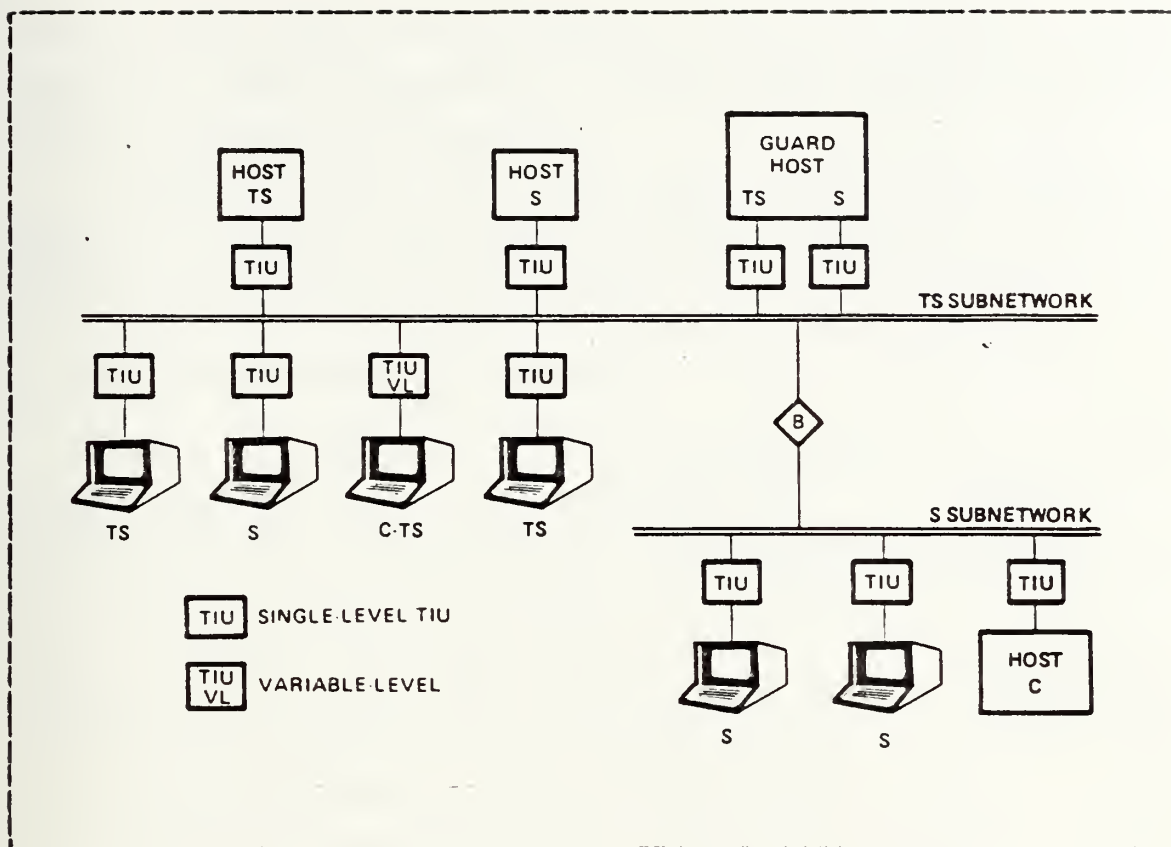 HOST
TS
HOST
S
GUARD
HOST
TS S
TIU
TIU
TIU
TIU
TS SUBNETWORK
TIU
TIU
TIU
VL
TIU
B
TS
S
C-TS
TS
S SUBNETWORK
TIU
TIU
TIU
TIU SINGLE-LEVEL TIU
TIU
VL VARIABLE-LEVEL
HOST
C
S
S